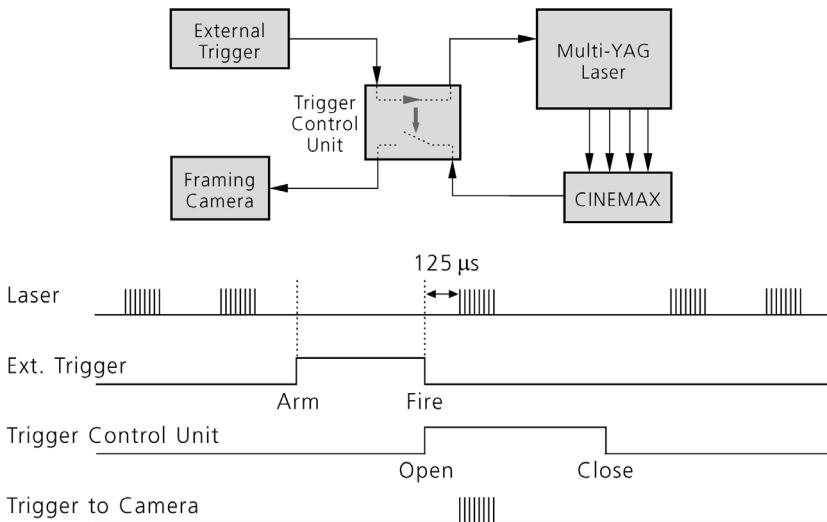 External
Trigger
Multi-YAG
Laser
Trigger
Control
Unit
Framing
Camera
CINEMAX
125 μs
Laser
Ext. Trigger
Arm
Fire
Trigger Control Unit
Open
Close
Trigger to Camera